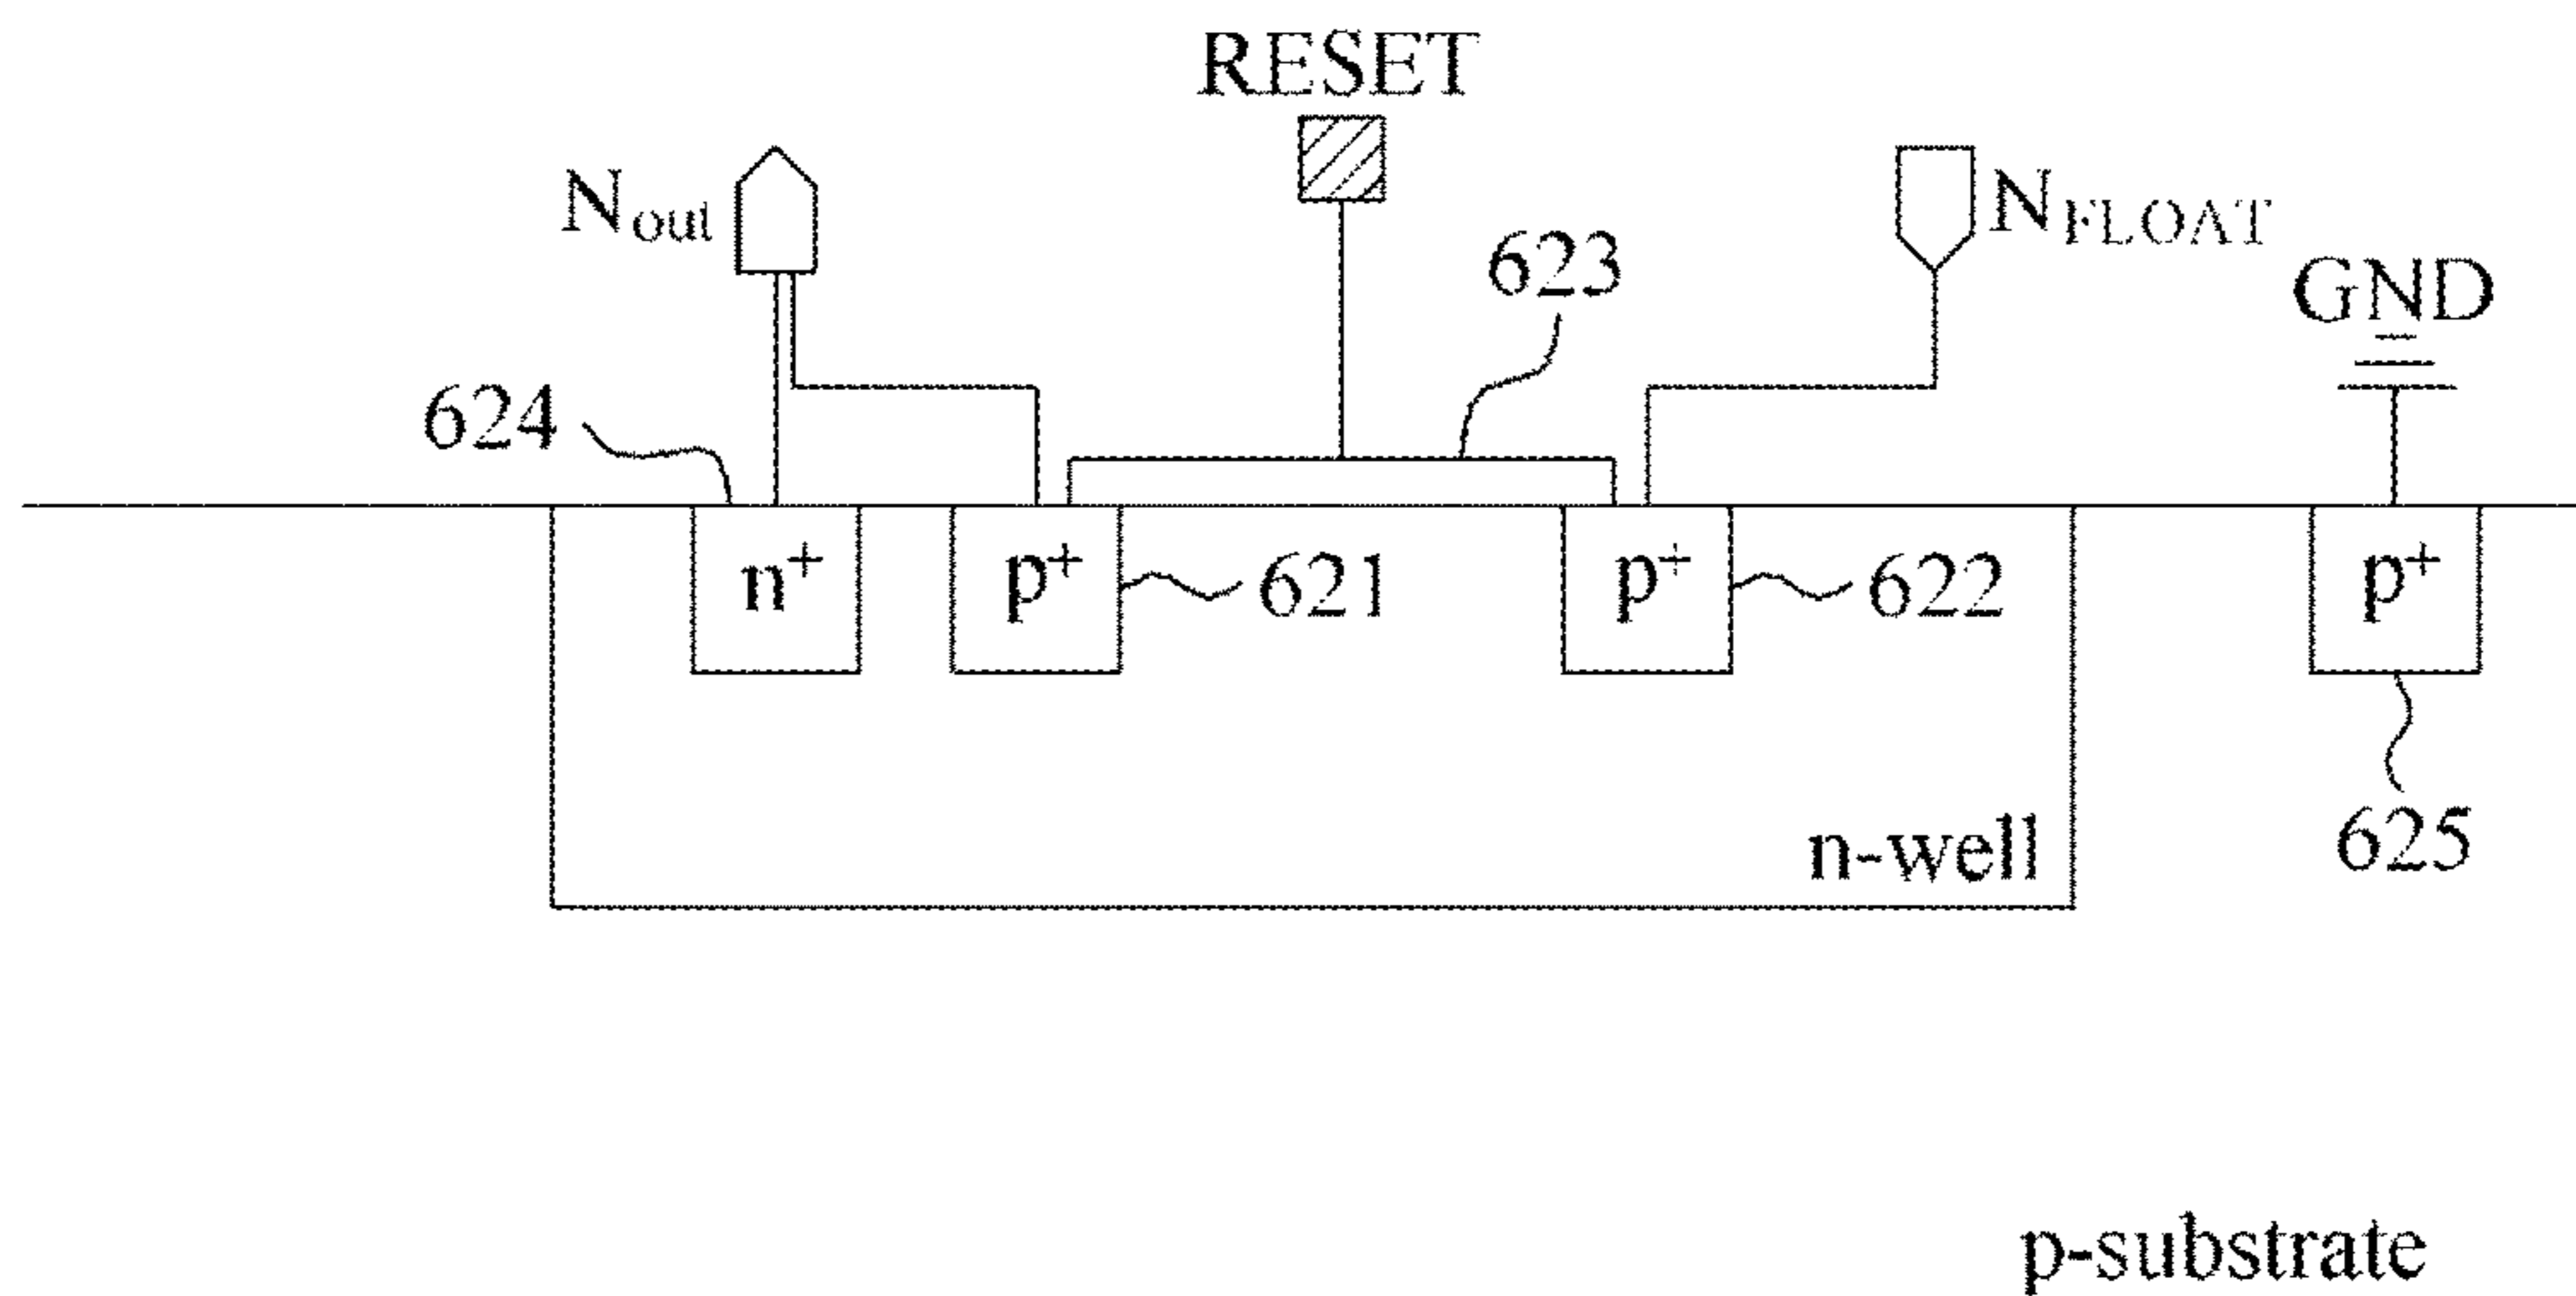 RESET
Nout
NFLOAT
623
GND
624
n+
p+
621
p+
622
p+
n-well
625
p-substrate